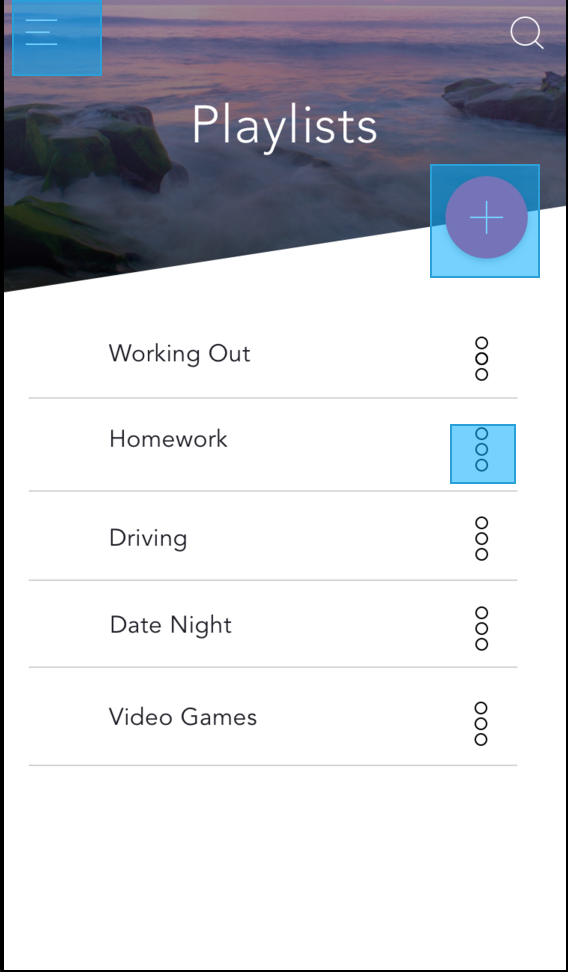 Playlists
Working Out
Homework
Driving
Date Night
Video Games